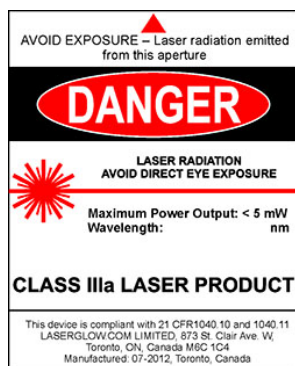 AVOID EXPOSURE – Laser radiation emitted
from this aperture
DANGER
LASER RADIATION
AVOID DIRECT EYE EXPOSURE
Maximum Power Output: < 5 mW
Wavelength: nm
CLASS IIIa LASER PRODUCT
This device is compliant with 21 CFR1040.10 and 1040.11
LASERGLOW.COM LIMITED, 873 St. Clair Ave. W,
Toronto, ON, Canada M6C 1C4
Manufactured: 07-2012, Toronto, Canada